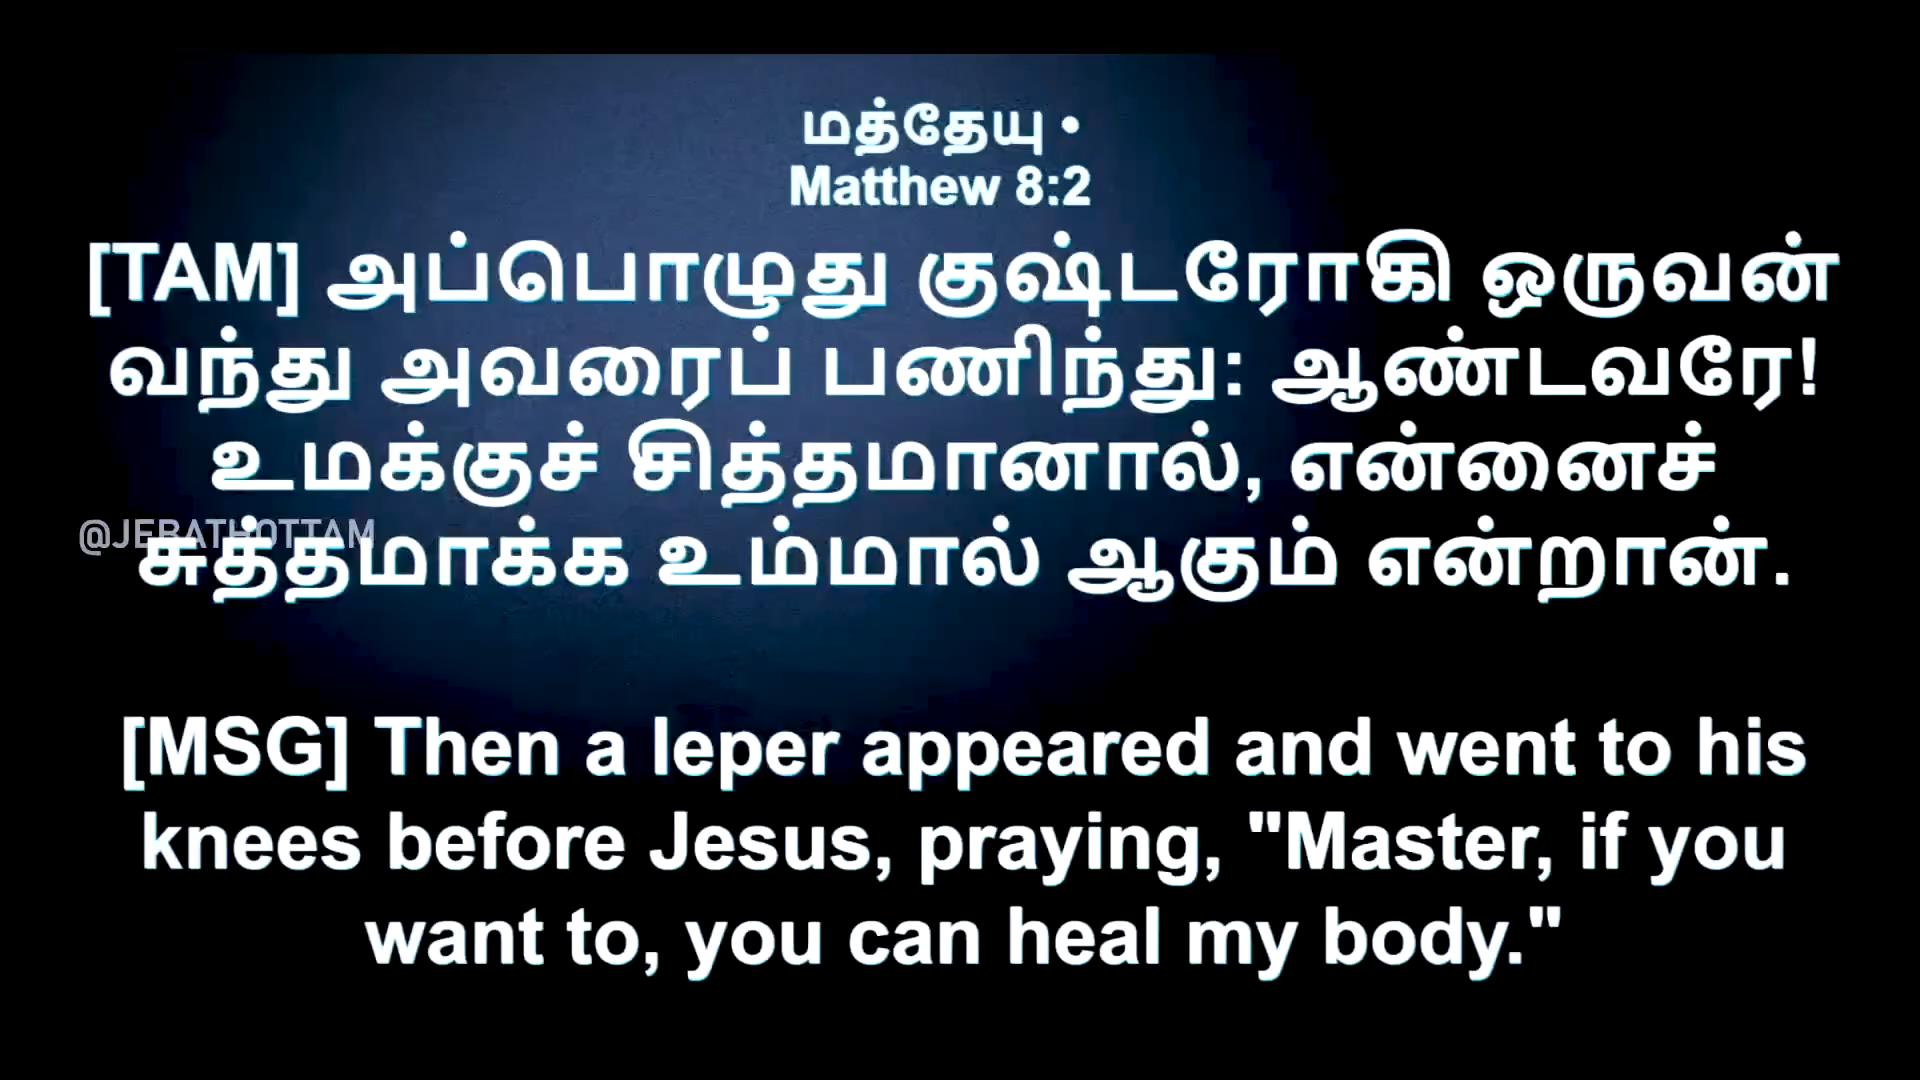 மத்தேயு •
Matthew 8:2
[TAM] அப்பொழுது குஷ்டரோகி ஒருவன்
வந்து அவரைப் பணிந்து: ஆண்டவரே!
உமக்குச் சித்தமானால், என்னைச்
@JEBATHOTTAM
சுத்தமாக்க உம்மால் ஆகும் என்றான்.
[MSG] Then a leper appeared and went to his
knees before Jesus, praying, "Master, if you
want to, you can heal my body."